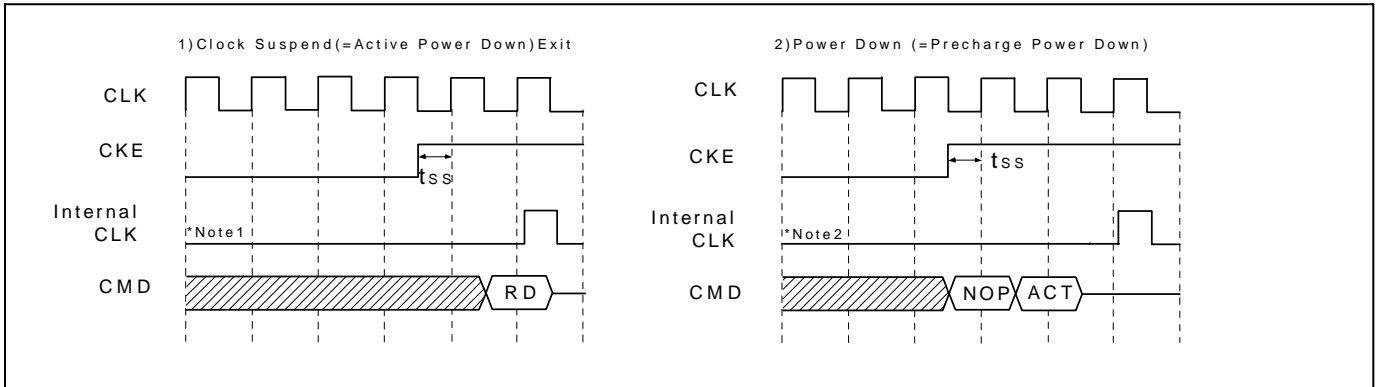 1)Clock Suspend(=Active Power Down)Exit
CLK
CKE
tss
Internal
CLK
*Note1
CMD
RD
2)Power Down (=Precharge Power Down)
CLK
CKE
tss
Internal
CLK
*Note2
CMD
NOP
ACT